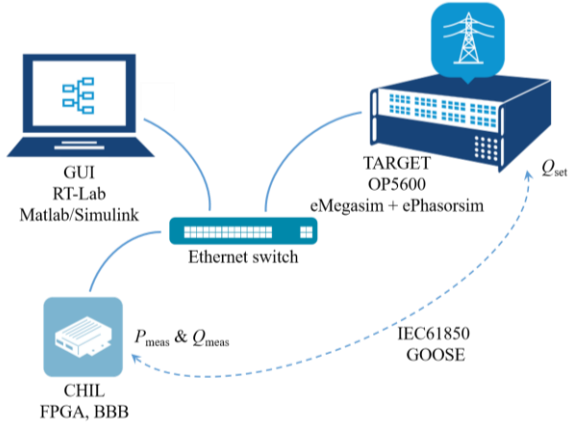 GUI
RT-Lab
Matlab/Simulink
TARGET
OP5600
eMegasim + ePhasorsim
Qset
Ethernet switch
Pmeas & Qmeas
IEC61850
GOOSE
CHIL
FPGA, BBB